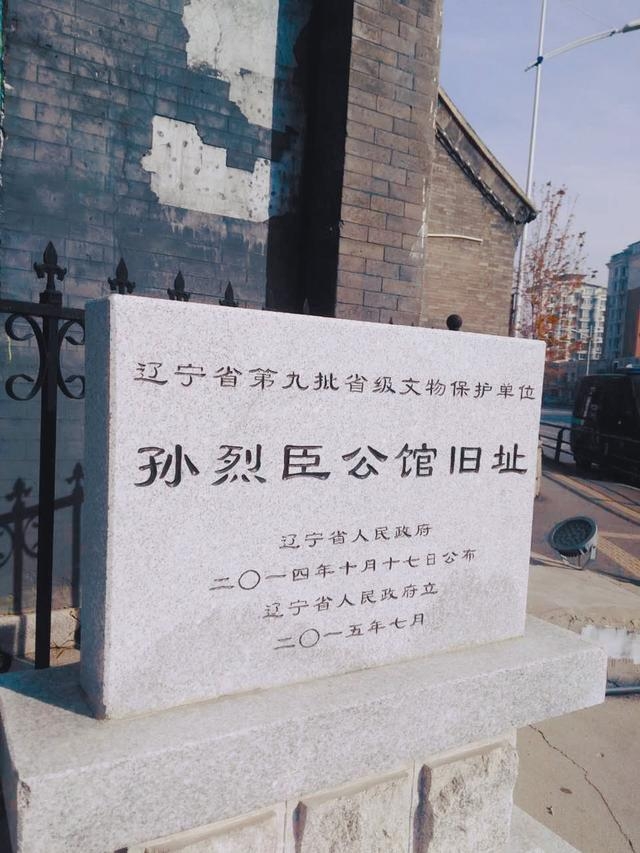 辽宁省第九批省级文物保护单位
孙烈臣公馆旧址
辽宁省人民政府
二〇一四年十月十七日公布
辽宁省人民政府立
二〇一五年七月